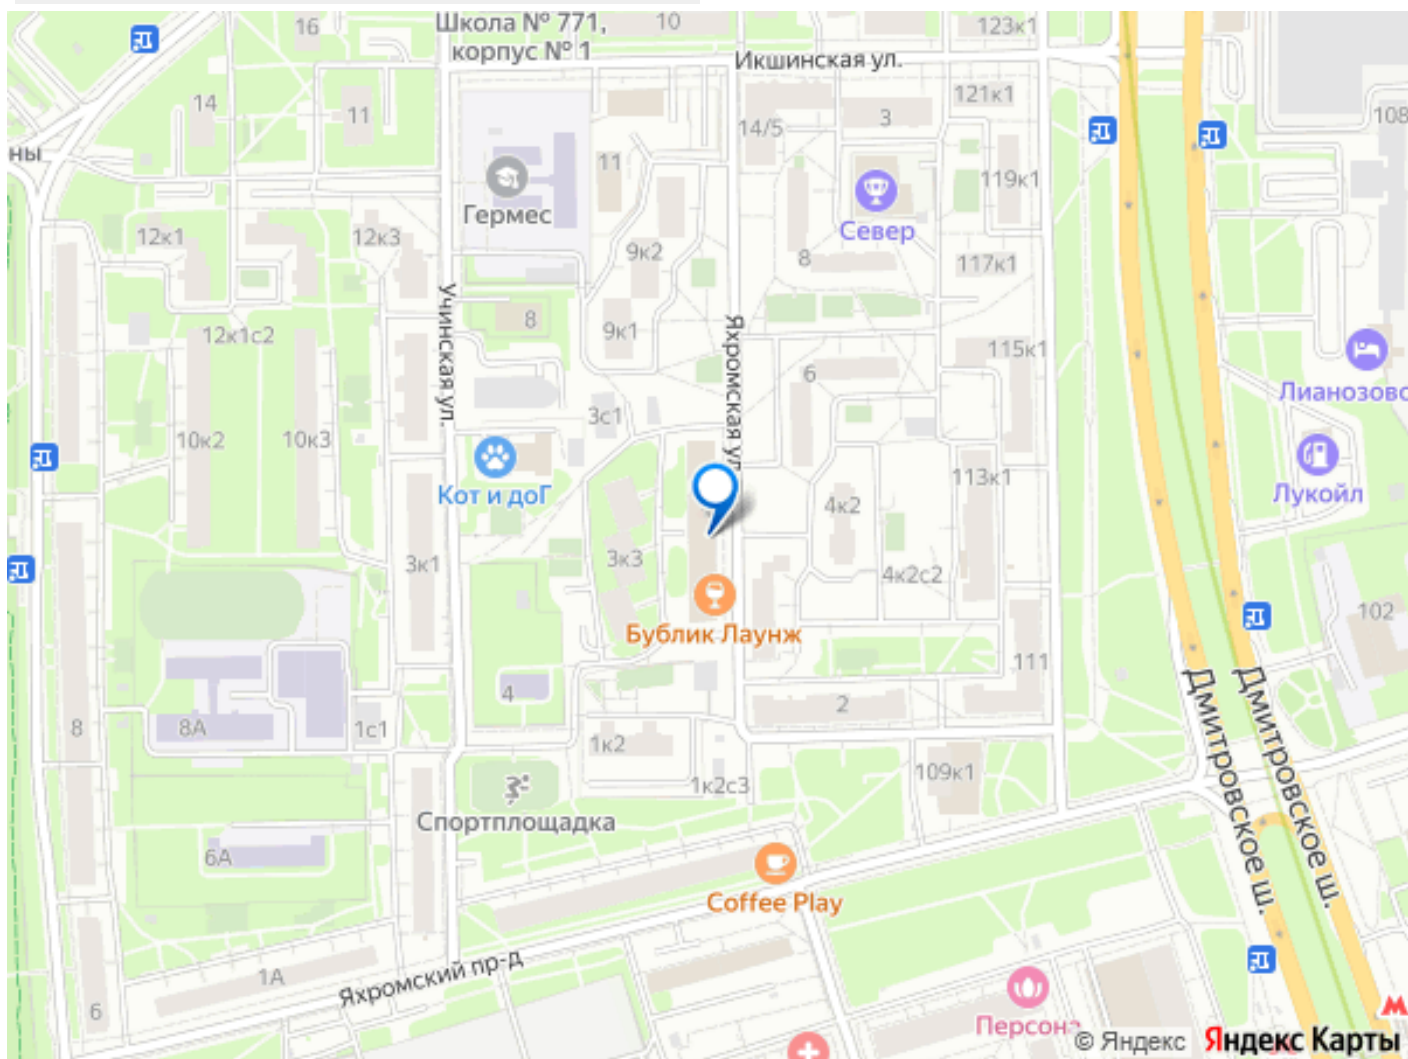 Школа № 771,
корпус № 1
16
10
123к1
Икшинская ул.
14
11
121к1
3
14/5
108
ны
11
119к1
Гермес
Север
12к1
12к3
9к2
8
117к1
Учинская ул.
8
9к1
12к1с2
Яхромская ул.
115к1
6
Лианозовс
3с1
10к2
10к3
113к1
Кот и доГ
4к2
Лукойл
3к1
3к3
4к2с2
102
Бублик Лаунж
111
4
2
Дмитровское ш.
Дмитровское ш.
8
8А
1с1
1к2
109к1
1к2с3
Спортплощадка
6А
Coffee Play
1А
Яхромский пр-д
6
Персона
© Яндекс
Яндекс Карты